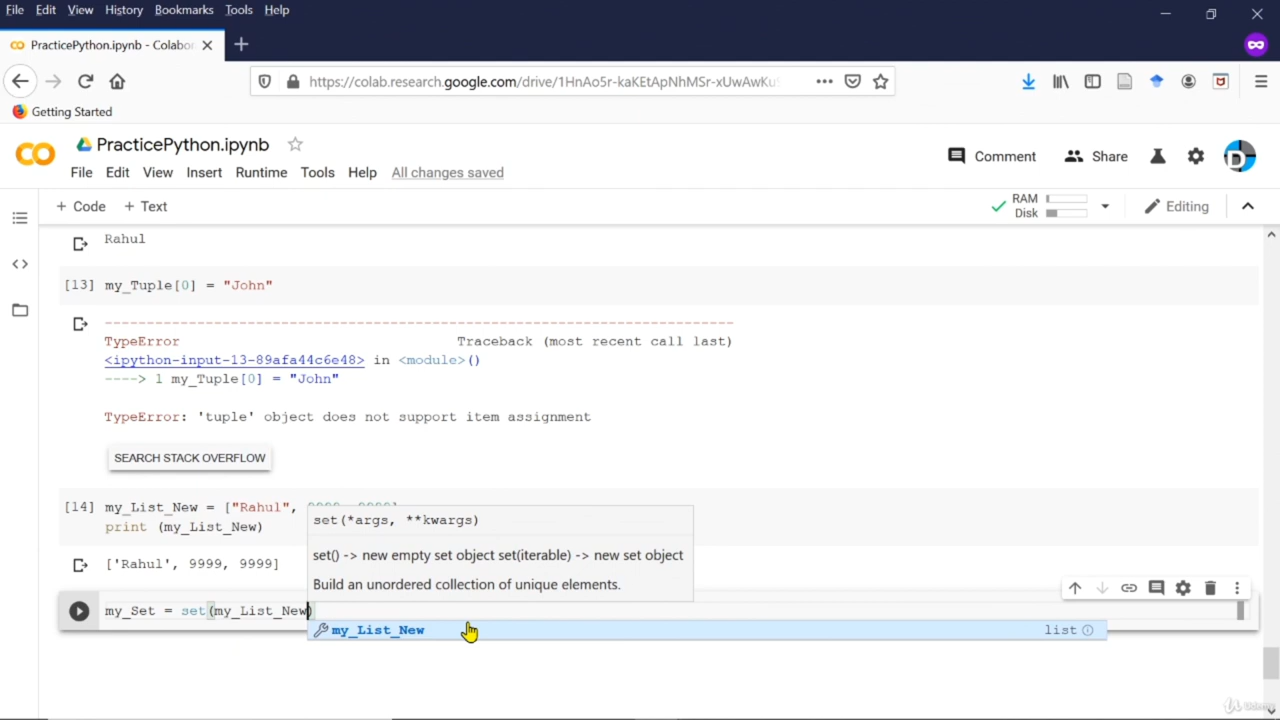 File Edit View History Bookmarks Tools Help
PracticePython.ipynb - Colabor
https://colab.research.google.com/drive/1HnAo5r-kaKEtApNhMSr-xUwAwKu
Getting Started
PracticePython.ipynb
File Edit View Insert Runtime Tools Help All changes saved
Comment Share
+ Code + Text
RAM
Disk
Editing
Rahul
[13] my_Tuple[0] = "John"
---------------------------------------------------------------------------
TypeError Traceback (most recent call last)
<ipython-input-13-89afa44c6e48> in <module>()
----> 1 my_Tuple[0] = "John"
TypeError: 'tuple' object does not support item assignment
SEARCH STACK OVERFLOW
[14] my_List_New = ["Rahul",
print (my_List_New)
set(*args, **kwargs)
set() -> new empty set object set(iterable) -> new set object
Build an unordered collection of unique elements.
['Rahul', 9999, 9999]
my_Set = set(my_List_New)
my_List_New list
Udemy